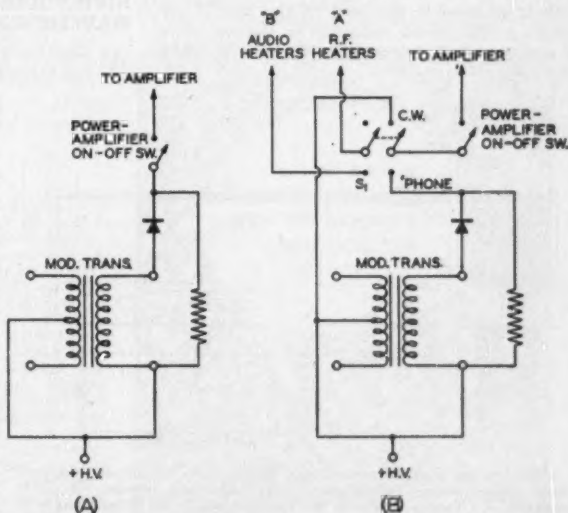 TO AMPLIFIER
POWER-
AMPLIFIER
ON-OFF SW.
MOD. TRANS.
+ H.V.
(A)
"B"
AUDIO
HEATERS
"A"
R.F.
HEATERS
TO AMPLIFIER
C.W.
POWER-
AMPLIFIER
ON-OFF SW.
S1
'PHONE
MOD. TRANS.
+ H.V.
(B)